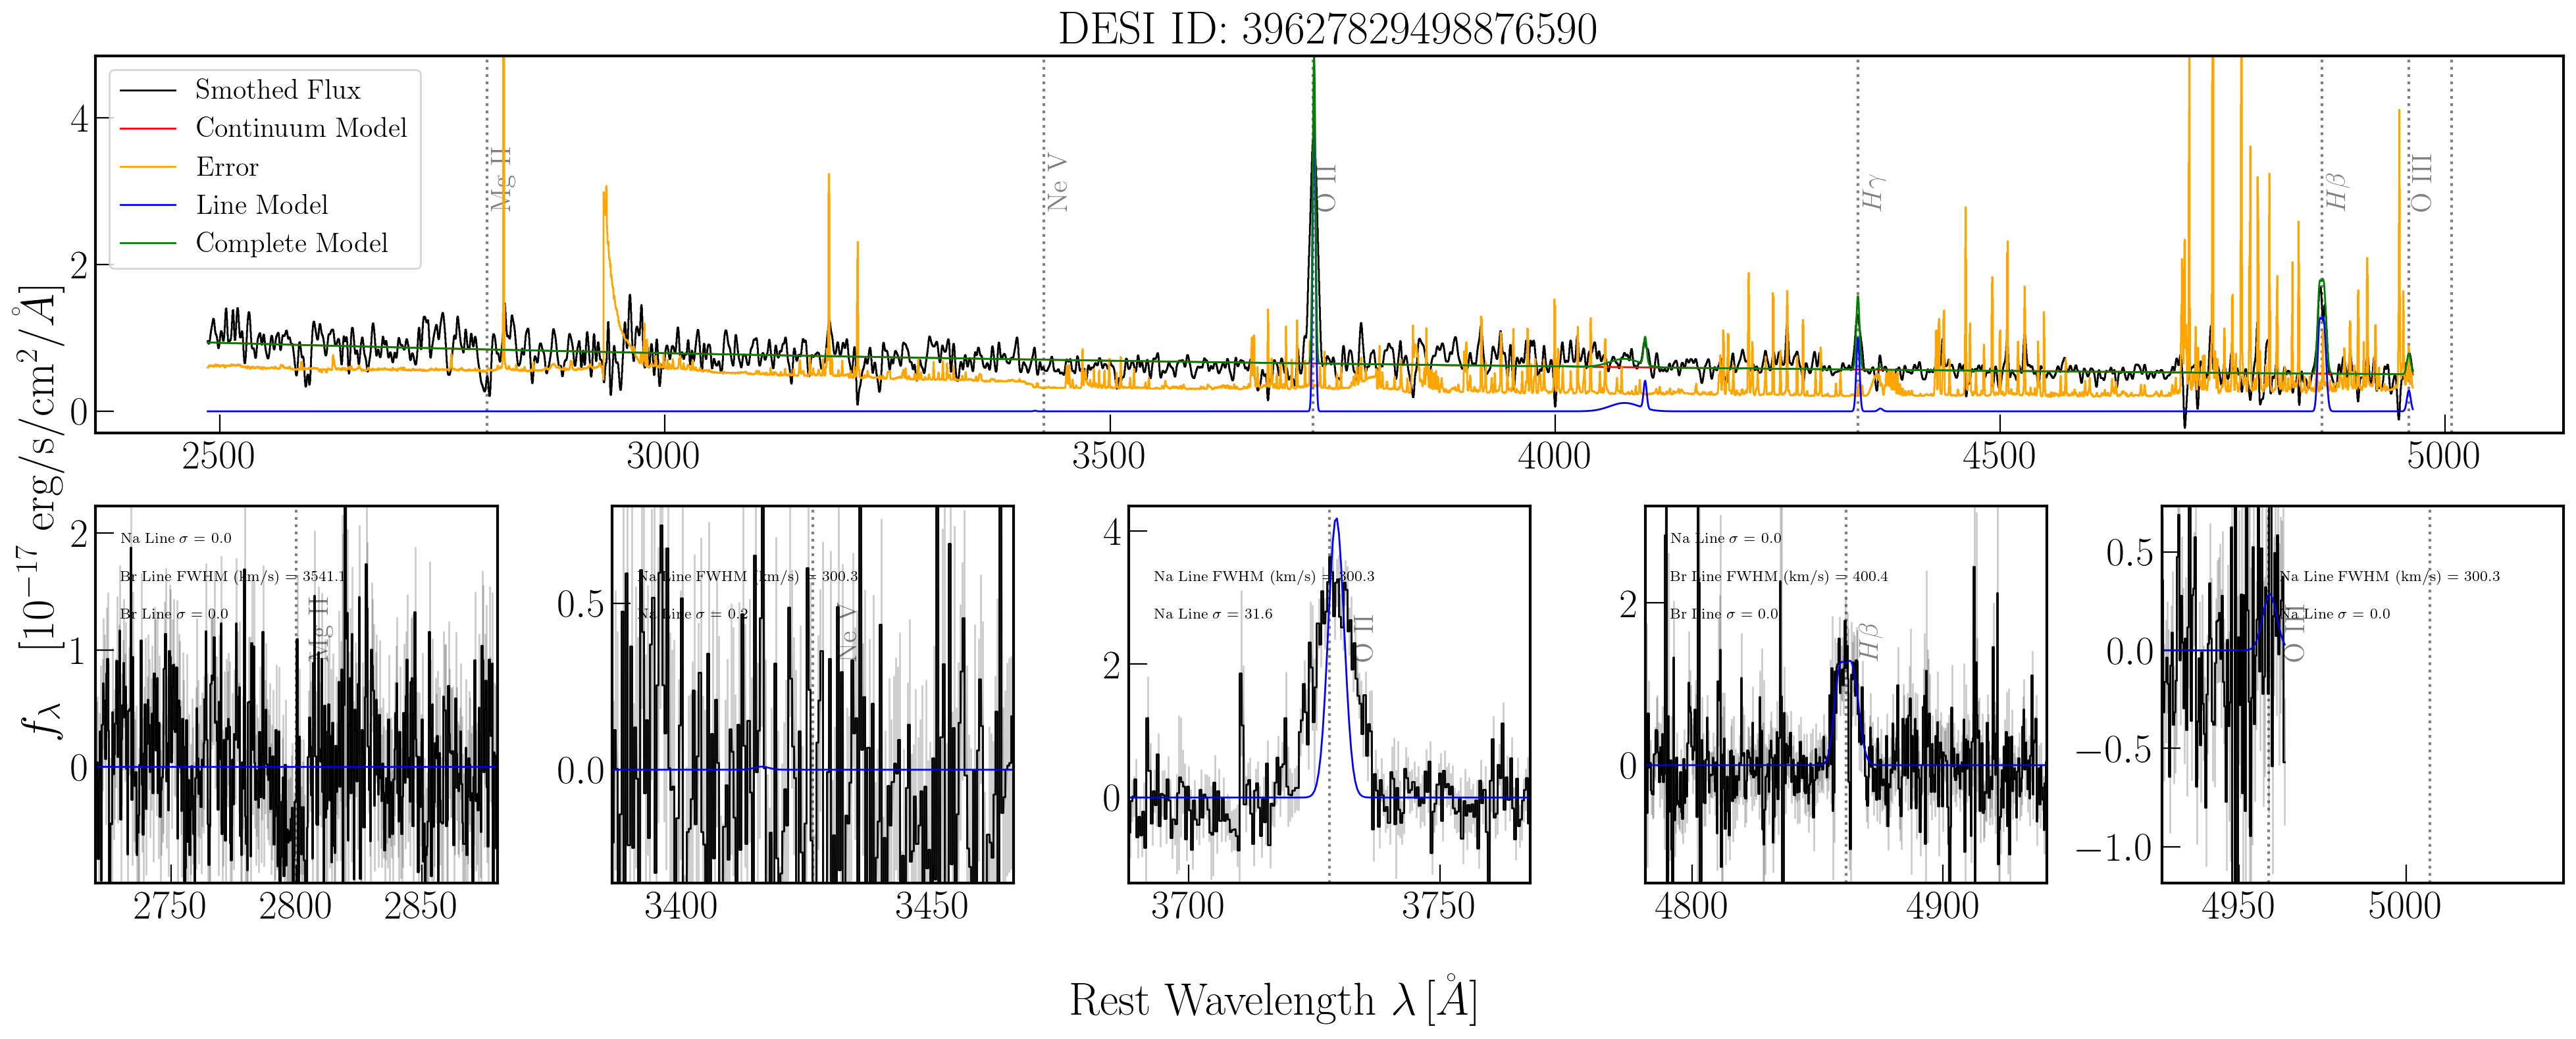 DESI ID: 39627829498876590
Smothed Flux
Continuum Model
Error
Line Model
Complete Model
Mg II
Ne V
O II
Hγ
Hβ
O III
4
2
0
2500 3000 3500 4000 4500 5000
f_λ [10^{-17} erg/s/cm^2/Å]
Na Line σ = 0.0
Br Line FWHM (km/s) = 3541.1
Br Line σ = 0.0
Mg II
2
1
0
2750 2800 2850
Na Line FWHM (km/s) = 300.3
Na Line σ = 0.2
Ne V
0.5
0.0
3400 3450
Na Line FWHM (km/s) = 300.3
Na Line σ = 31.6
O II
4
2
0
3700 3750
Na Line σ = 0.0
Br Line FWHM (km/s) = 400.4
Br Line σ = 0.0
Hβ
2
0
4800 4900
Na Line FWHM (km/s) = 300.3
Na Line σ = 0.0
O III
0.5
0.0
−0.5
−1.0
4950 5000
Rest Wavelength λ [Å]